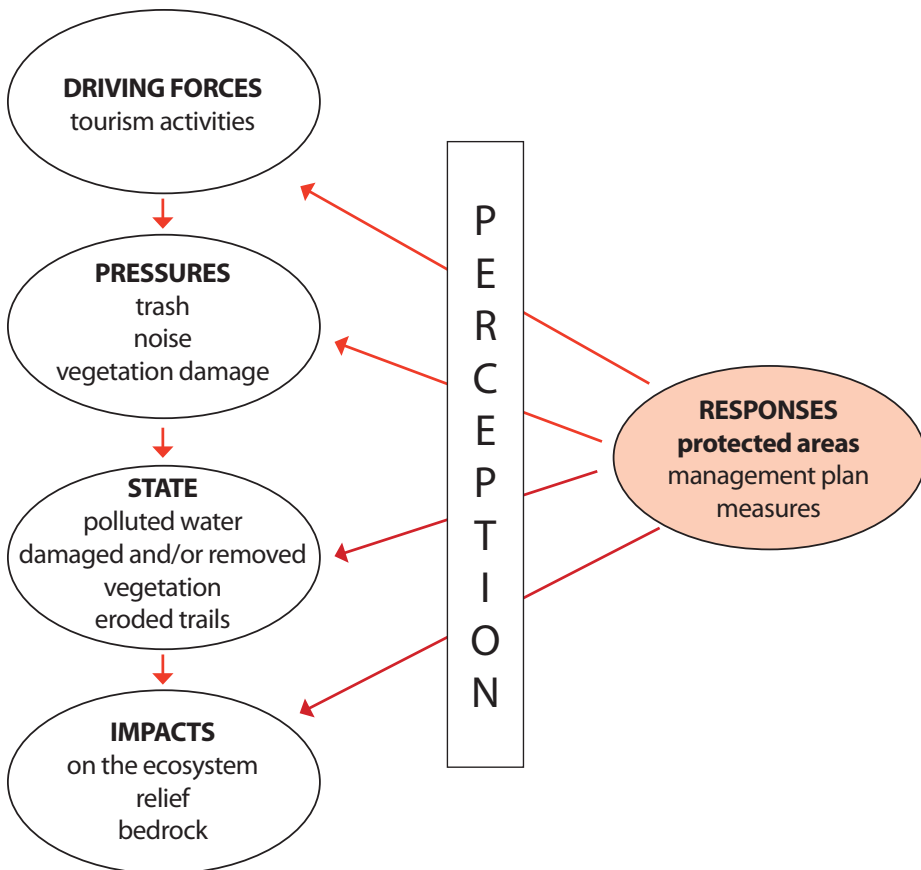 DRIVING FORCES
tourism activities
PRESSURES
trash
noise
vegetation damage
STATE
polluted water
damaged and/or removed
vegetation
eroded trails
IMPACTS
on the ecosystem
relief
bedrock
PERCEPTION
RESPONSES
protected areas
management plan
measures